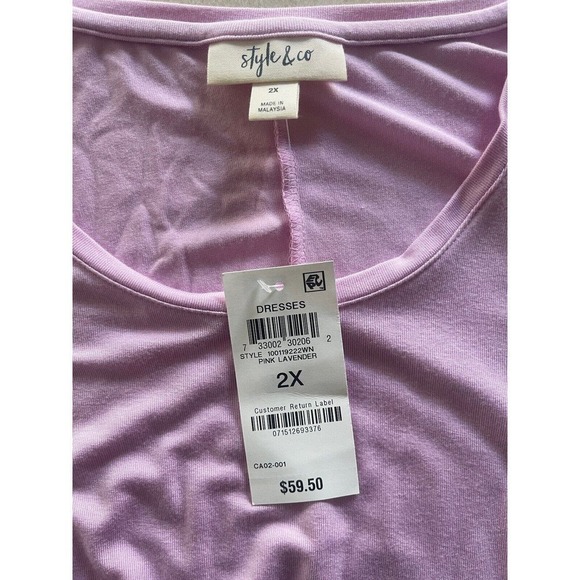 style & co
2X
MADE IN
MALAYSIA
DRESSES
7 33002 30206 2
STYLE 100119222WN
PINK LAVENDER
2X
Customer Return Label
071512693376
CA02-001
$59.50